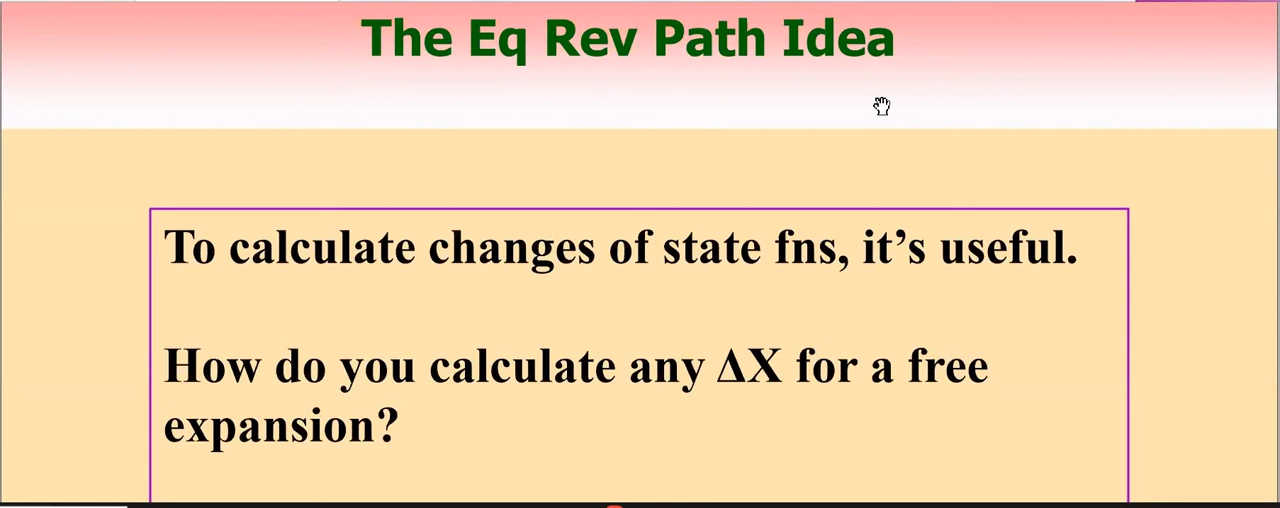 The Eq Rev Path Idea
To calculate changes of state fns, it’s useful.
How do you calculate any ΔX for a free
expansion?